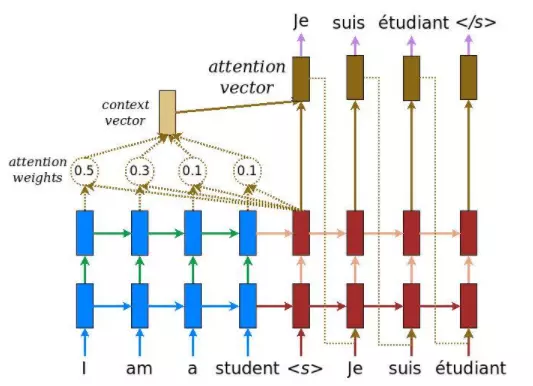 Je suis étudiant </s>
attention
vector
context
vector
attention
weights
0.5 0.3 0.1 0.1
I am a student <s> Je suis étudiant